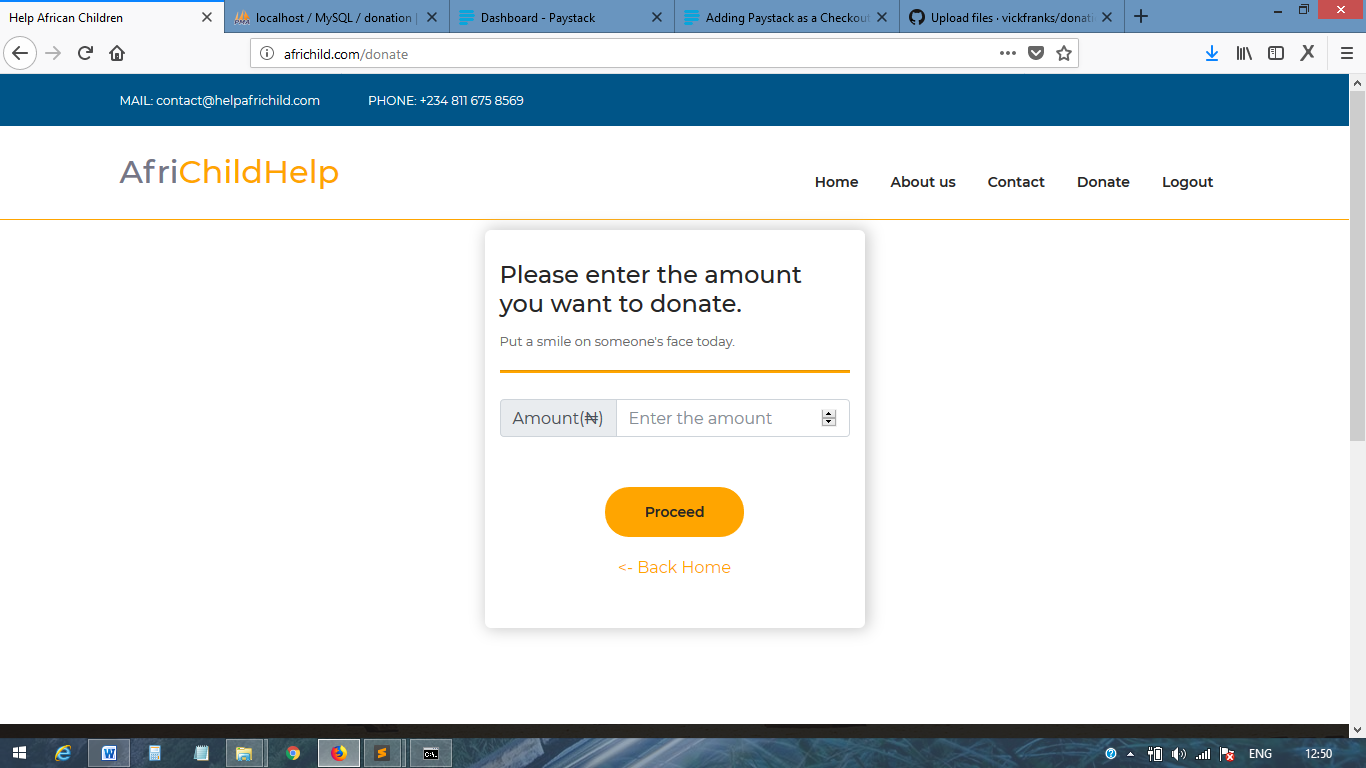 Help African Children
localhost / MySQL / donation |
Dashboard - Paystack
Adding Paystack as a Checkout
Upload files · vickfranks/donati
africhild.com/donate
MAIL: contact@helpafrichild.com PHONE: +234 811 675 8569
AfriChildHelp
Home About us Contact Donate Logout
Please enter the amount
you want to donate.
Put a smile on someone's face today.
Amount(₦) Enter the amount
Proceed
<- Back Home
ENG 12:50